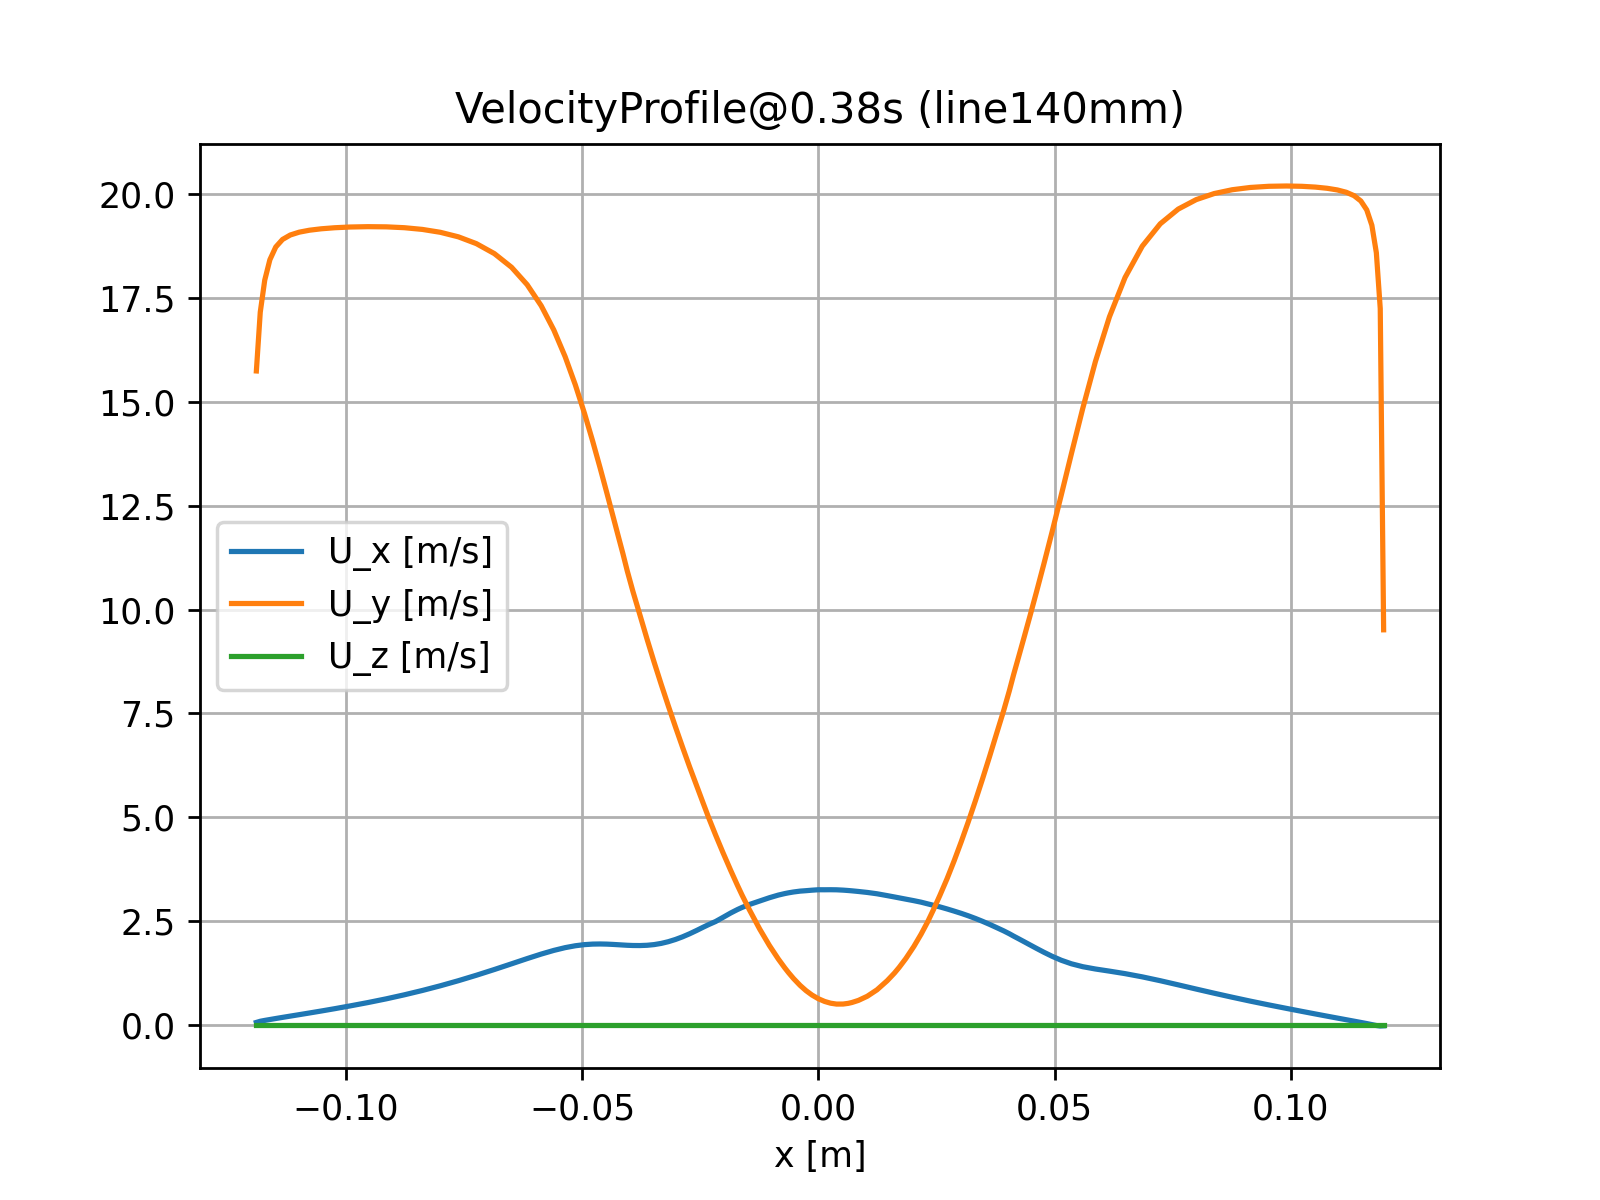 VelocityProfile@0.38s (line140mm)
20.0
17.5
15.0
12.5
10.0
7.5
5.0
2.5
0.0
U_x [m/s]
U_y [m/s]
U_z [m/s]
−0.10 −0.05 0.00 0.05 0.10
x [m]